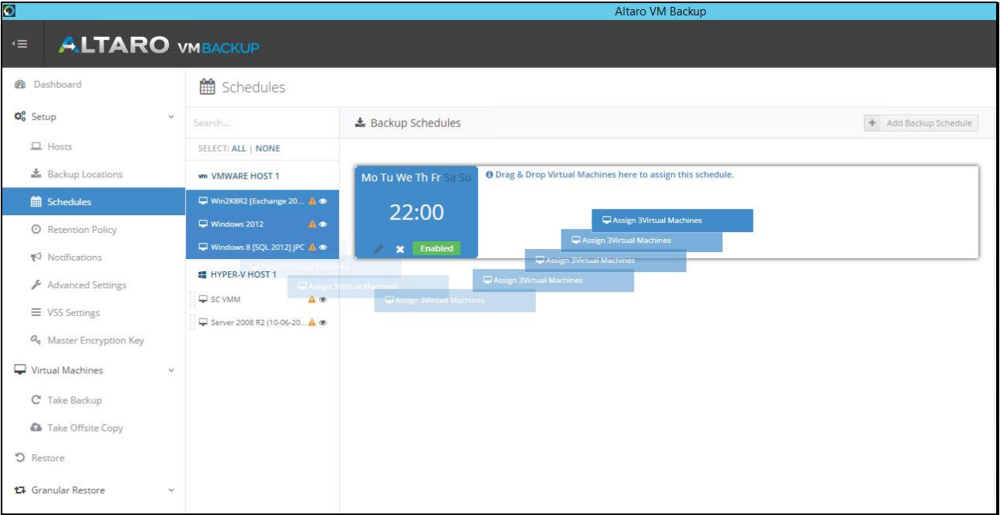 Altaro VM Backup
ALTARO VMBACKUP
Dashboard
Setup
Hosts
Backup Locations
Schedules
Retention Policy
Notifications
Advanced Settings
VSS Settings
Master Encryption Key
Virtual Machines
Take Backup
Take Offsite Copy
Restore
Granular Restore
Schedules
Search...
SELECT: ALL | NONE
vm VMWARE HOST 1
Win2K8R2 [Exchange 20...
Windows 2012
Windows 8 [SQL 2012] JPC
HYPER-V HOST 1
SC VMM
Server 2008 R2 (10-06-20...
Backup Schedules
+ Add Backup Schedule
Mo Tu We Th Fr Sa Su
22:00
Enabled
Drag & Drop Virtual Machines here to assign this schedule.
Assign 3Virtual Machines
Assign 3Virtual Machines
Assign 3Virtual Machines
Assign 3Virtual Machines
Assign 3Virtual Machines
Assign 3Virtual Machines
Assign 3Virtual Machines